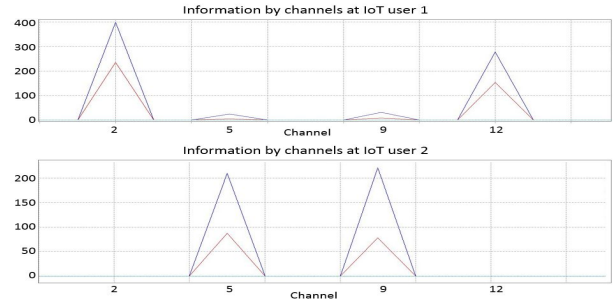 Information by channels at IoT user 1
400
300
200
100
0
2 5 9 12
Channel
Information by channels at IoT user 2
200
150
100
50
0
2 5 9 12
Channel